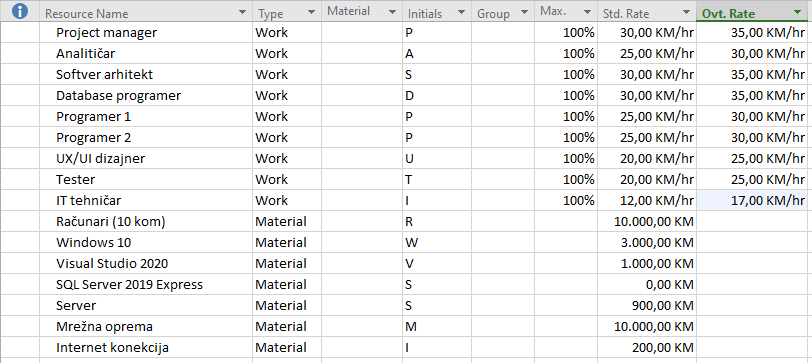 Resource Name Type Material Initials Group Max. Std. Rate Ovt. Rate
Project manager Work P 100% 30,00 KM/hr 35,00 KM/hr
Analitičar Work A 100% 25,00 KM/hr 30,00 KM/hr
Softver arhitekt Work S 100% 30,00 KM/hr 35,00 KM/hr
Database programer Work D 100% 30,00 KM/hr 35,00 KM/hr
Programer 1 Work P 100% 25,00 KM/hr 30,00 KM/hr
Programer 2 Work P 100% 25,00 KM/hr 30,00 KM/hr
UX/UI dizajner Work U 100% 20,00 KM/hr 25,00 KM/hr
Tester Work T 100% 20,00 KM/hr 25,00 KM/hr
IT tehničar Work I 100% 12,00 KM/hr 17,00 KM/hr
Računari (10 kom) Material R 10.000,00 KM
Windows 10 Material W 3.000,00 KM
Visual Studio 2020 Material V 1.000,00 KM
SQL Server 2019 Express Material S 0,00 KM
Server Material S 900,00 KM
Mrežna oprema Material M 10.000,00 KM
Internet konekcija Material I 200,00 KM